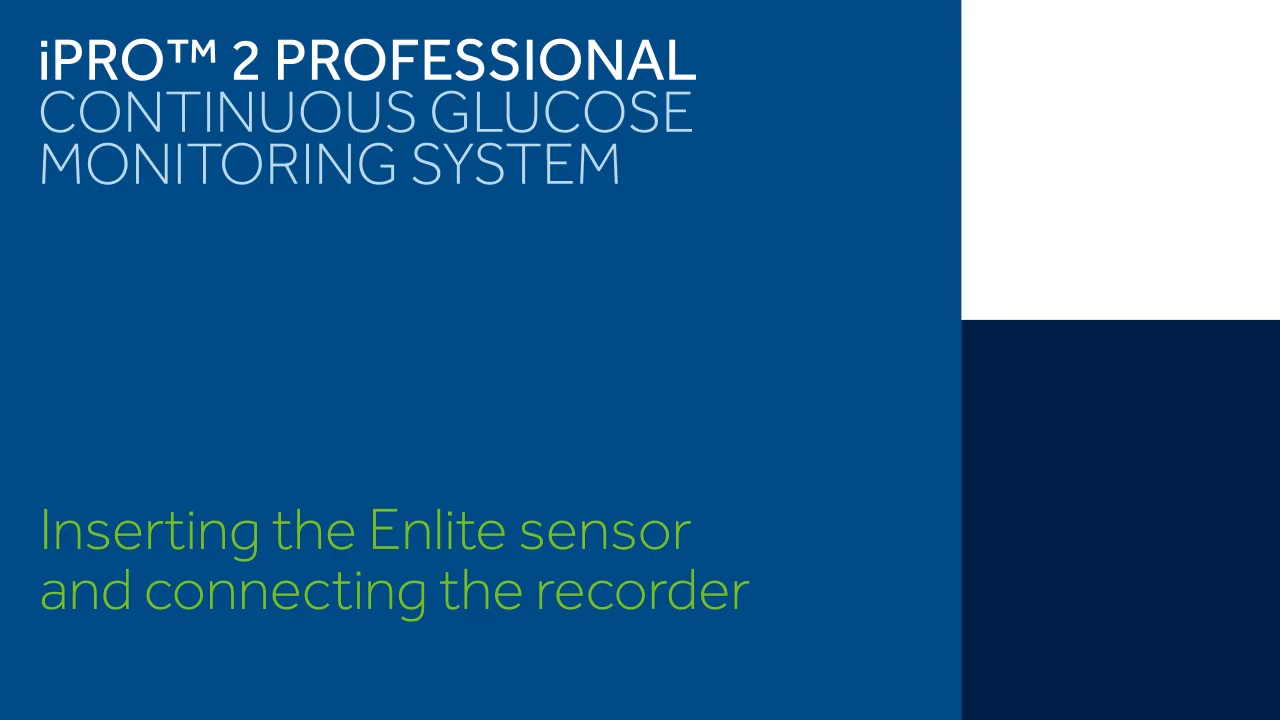 iPRO™ 2 PROFESSIONAL
CONTINUOUS GLUCOSE
MONITORING SYSTEM
Inserting the Enlite sensor
and connecting the recorder